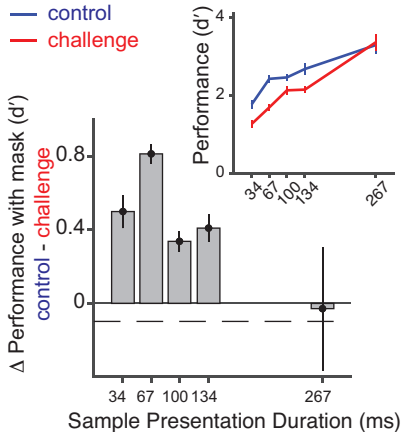 control
challenge
Performance (d′)
4
2
0
34
67
100
134
267
Δ Performance with mask (d′)
control - challenge
0.8
0.4
0
34
67
100
134
267
Sample Presentation Duration (ms)